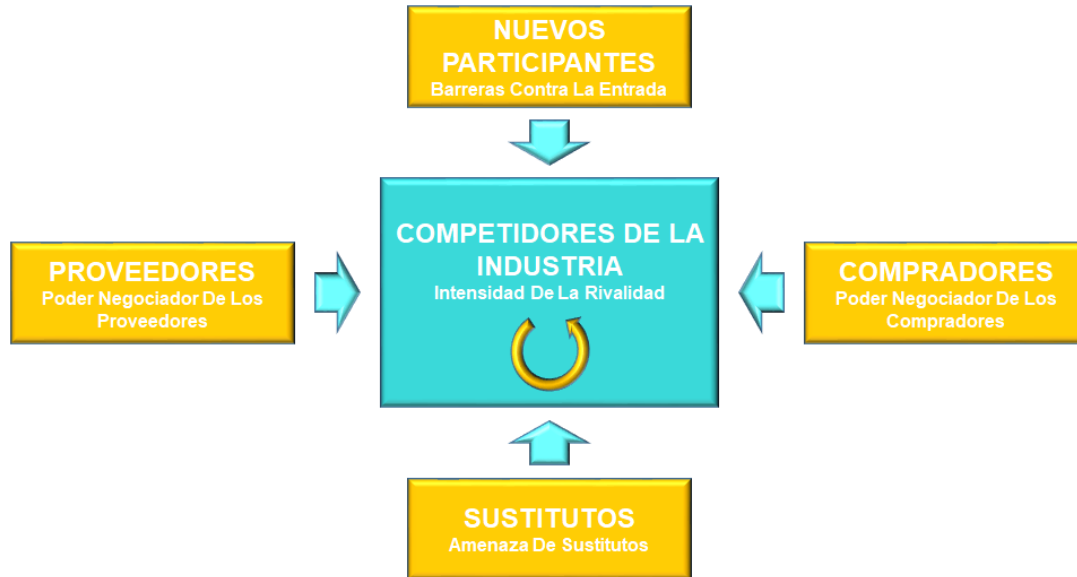 NUEVOS
PARTICIPANTES
Barreras Contra La Entrada
COMPETIDORES DE LA
INDUSTRIA
Intensidad De La Rivalidad
PROVEEDORES
Poder Negociador De Los
Proveedores
COMPRADORES
Poder Negociador De Los
Compradores
SUSTITUTOS
Amenaza De Sustitutos